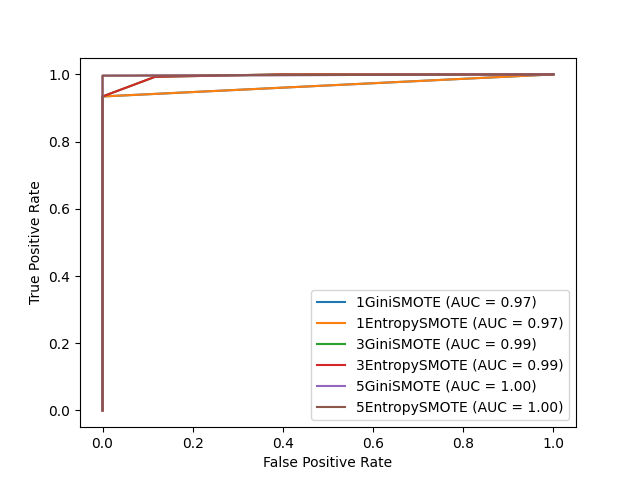 1.0
0.8
0.6
0.4
0.2
0.0
True Positive Rate
1GiniSMOTE (AUC = 0.97)
1EntropySMOTE (AUC = 0.97)
3GiniSMOTE (AUC = 0.99)
3EntropySMOTE (AUC = 0.99)
5GiniSMOTE (AUC = 1.00)
5EntropySMOTE (AUC = 1.00)
0.0 0.2 0.4 0.6 0.8 1.0
False Positive Rate